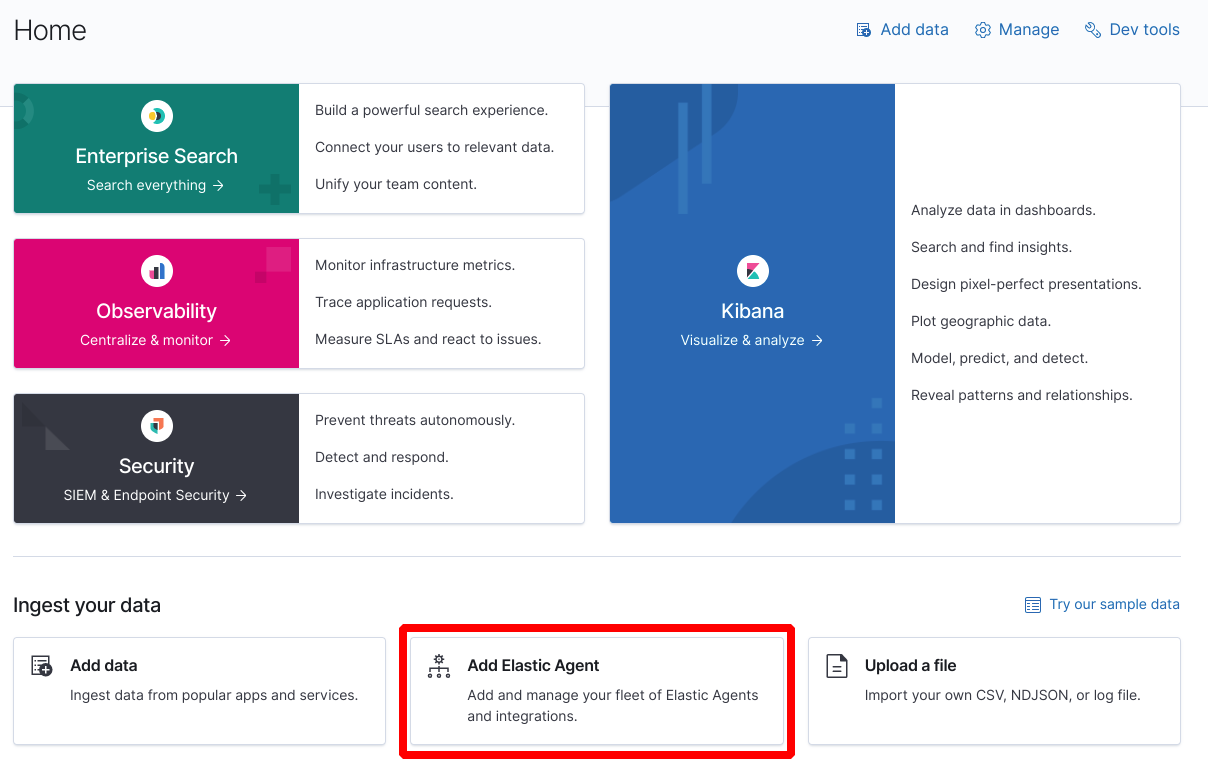 Home
Add data
Manage
Dev tools
Enterprise Search
Search everything →
Build a powerful search experience.
Connect your users to relevant data.
Unify your team content.
Observability
Centralize & monitor →
Monitor infrastructure metrics.
Trace application requests.
Measure SLAs and react to issues.
Security
SIEM & Endpoint Security →
Prevent threats autonomously.
Detect and respond.
Investigate incidents.
Kibana
Visualize & analyze →
Analyze data in dashboards.
Search and find insights.
Design pixel-perfect presentations.
Plot geographic data.
Model, predict, and detect.
Reveal patterns and relationships.
Ingest your data
Try our sample data
Add data
Ingest data from popular apps and services.
Add Elastic Agent
Add and manage your fleet of Elastic Agents
and integrations.
Upload a file
Import your own CSV, NDJSON, or log file.